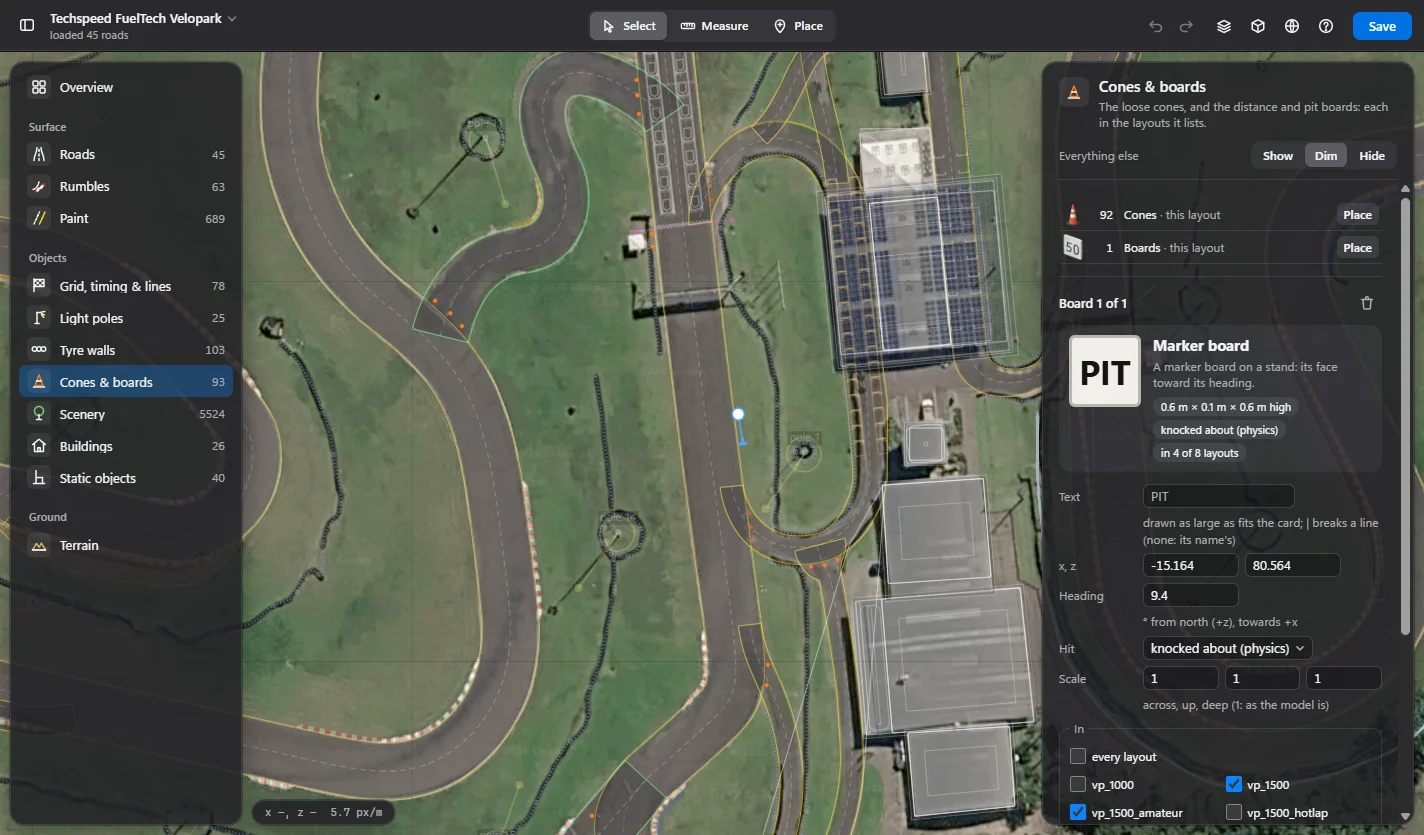 Techspeed FuelTech Velopark
loaded 45 roads
Select
Measure
Place
Save
Overview
Surface
Roads 45
Rumbles 63
Paint 689
Objects
Grid, timing & lines 78
Light poles 25
Tyre walls 103
Cones & boards 93
Scenery 5524
Buildings 26
Static objects 40
Ground
Terrain
pole_1
x —, z — 5.7 px/m
Cones & boards
The loose cones, and the distance and pit boards: each
in the layouts it lists.
Everything else
Show
Dim
Hide
92 Cones · this layout
Place
50
1 Boards · this layout
Place
Board 1 of 1
PIT
Marker board
A marker board on a stand: its face
toward its heading.
0.6 m × 0.1 m × 0.6 m high
knocked about (physics)
in 4 of 8 layouts
Text PIT
drawn as large as fits the card; | breaks a line
(none: its name's)
x, z -15.164 80.564
Heading 9.4
° from north (+z), towards +x
Hit knocked about (physics)
Scale 1 1 1
across, up, deep (1: as the model is)
In
every layout
vp_1000 vp_1500
vp_1500_amateur vp_1500_hotlap